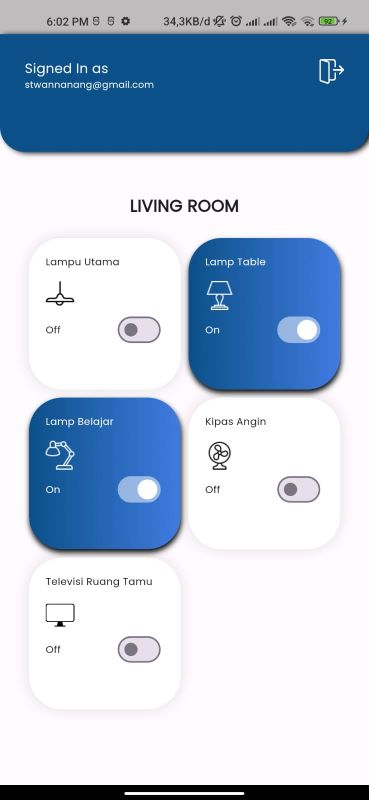 6:02 PM
34,3KB/d
92
Signed In as
stwannanang@gmail.com
LIVING ROOM
Lampu Utama
Off
Lamp Table
On
Lamp Belajar
On
Kipas Angin
Off
Televisi Ruang Tamu
Off